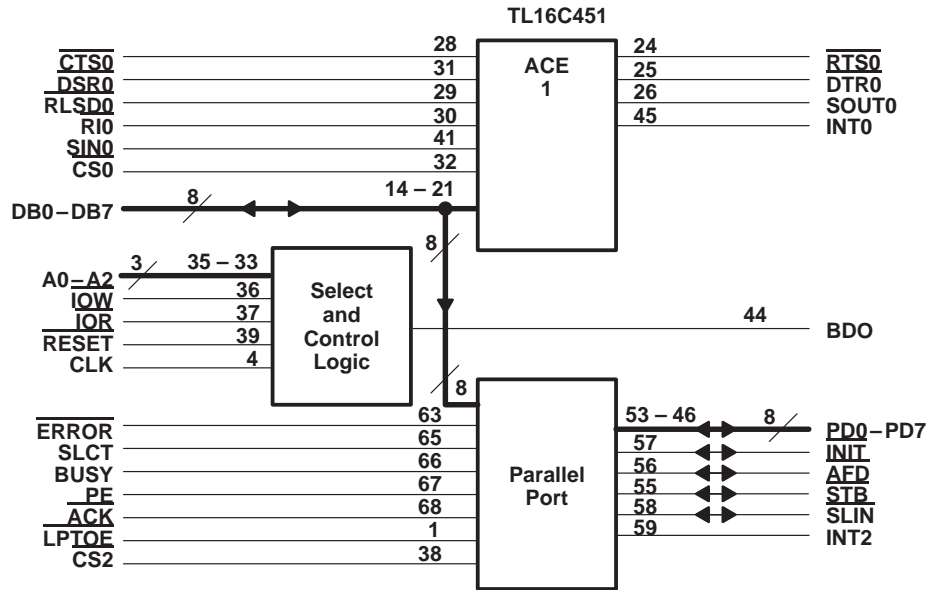 TL16C451
CTS0 28
DSR0 31
RLSD0 29
RI0 30
SIN0 41
CS0 32
ACE
1
24 RTS0
25 DTR0
26 SOUT0
45 INT0
DB0–DB7 8 14 – 21
8
A0–A2 3 35 – 33
IOW 36
IOR 37
RESET 39
CLK 4
Select
and
Control
Logic
44 BDO
8
ERROR 63
SLCT 65
BUSY 66
PE 67
ACK 68
LPTOE 1
CS2 38
Parallel
Port
53 – 46 8 PD0–PD7
57 INIT
56 AFD
55 STB
58 SLIN
59 INT2